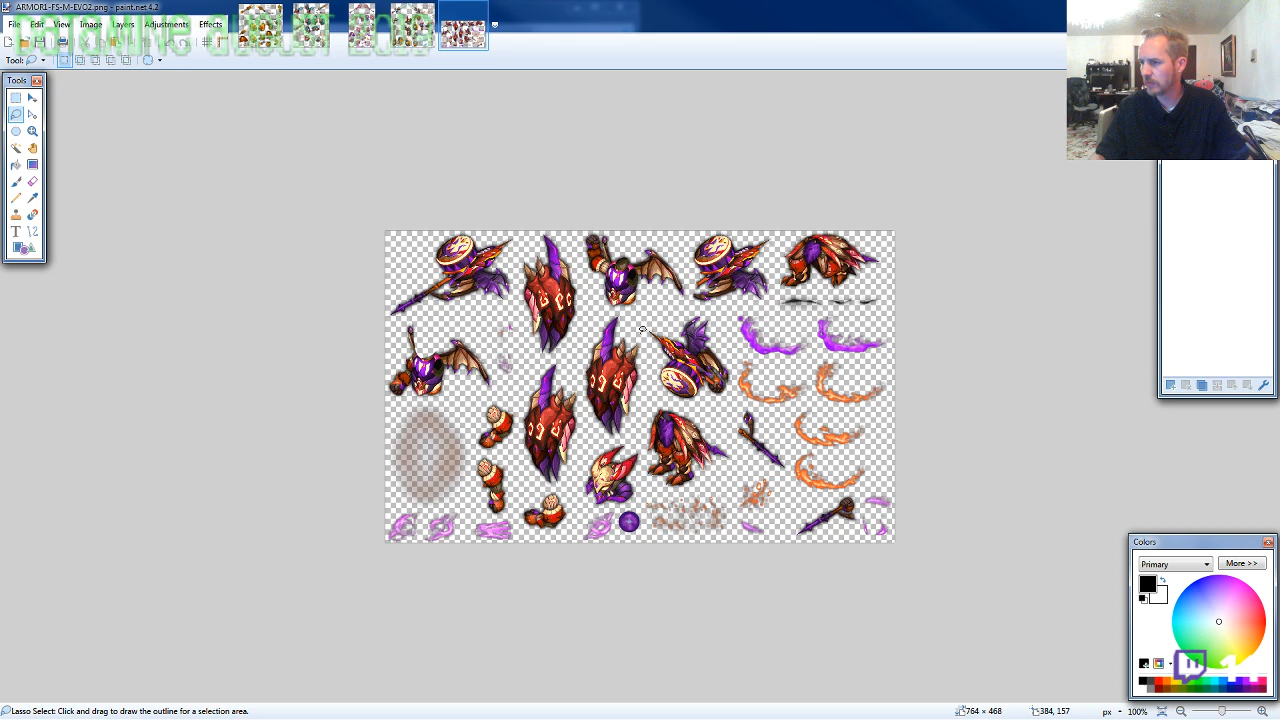 ARMORI-FS-M-EVO2.png - paint.net 4.2
File Edit View Image Layers Adjustments Effects
Tool:
Tools
Colors
Primary More >>
Lasso Select: Click and drag to draw the outline for a selection area.
764 × 468 384, 157 px 100%